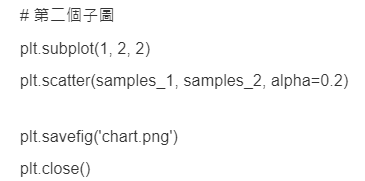 # 第二個子圖
plt.subplot(1, 2, 2)
plt.scatter(samples_1, samples_2, alpha=0.2)
plt.savefig('chart.png')
plt.close()